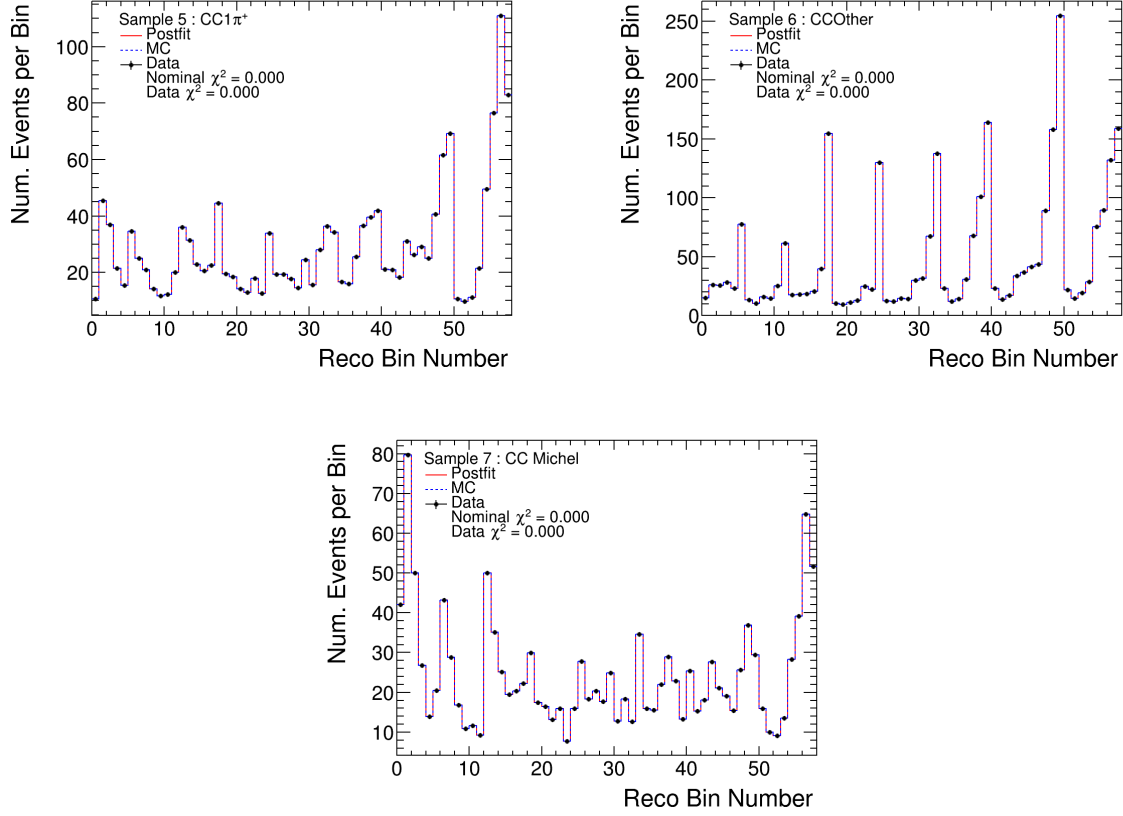 Sample 5 : CC1π⁺
Postfit
MC
Data
Nominal χ² = 0.000
Data χ² = 0.000
Num. Events per Bin
100
80
60
40
20
0 10 20 30 40 50
Reco Bin Number
Sample 6 : CCOther
Postfit
MC
Data
Nominal χ² = 0.000
Data χ² = 0.000
Num. Events per Bin
250
200
150
100
50
0
0 10 20 30 40 50
Reco Bin Number
Sample 7 : CC Michel
Postfit
MC
Data
Nominal χ² = 0.000
Data χ² = 0.000
Num. Events per Bin
80
70
60
50
40
30
20
10
0 10 20 30 40 50
Reco Bin Number